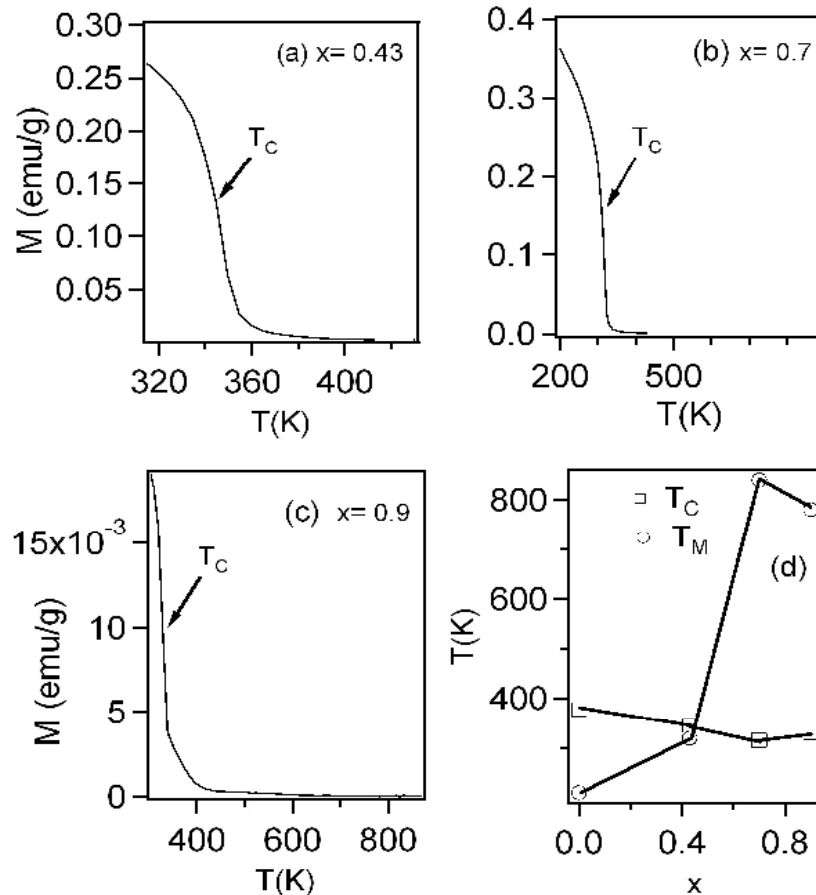 (a) x= 0.43
M (emu/g)
0.30
0.25
0.20
0.15
0.10
0.05
T_C
320 360 400
T(K)
(b) x= 0.7
0.4
0.3
0.2
0.1
0.0
T_C
200 500
T(K)
(c) x= 0.9
M (emu/g)
15x10^-3
10
5
0
T_C
400 600 800
T(K)
T_C
T_M
(d)
T(K)
800
600
400
0.0 0.4 0.8
x